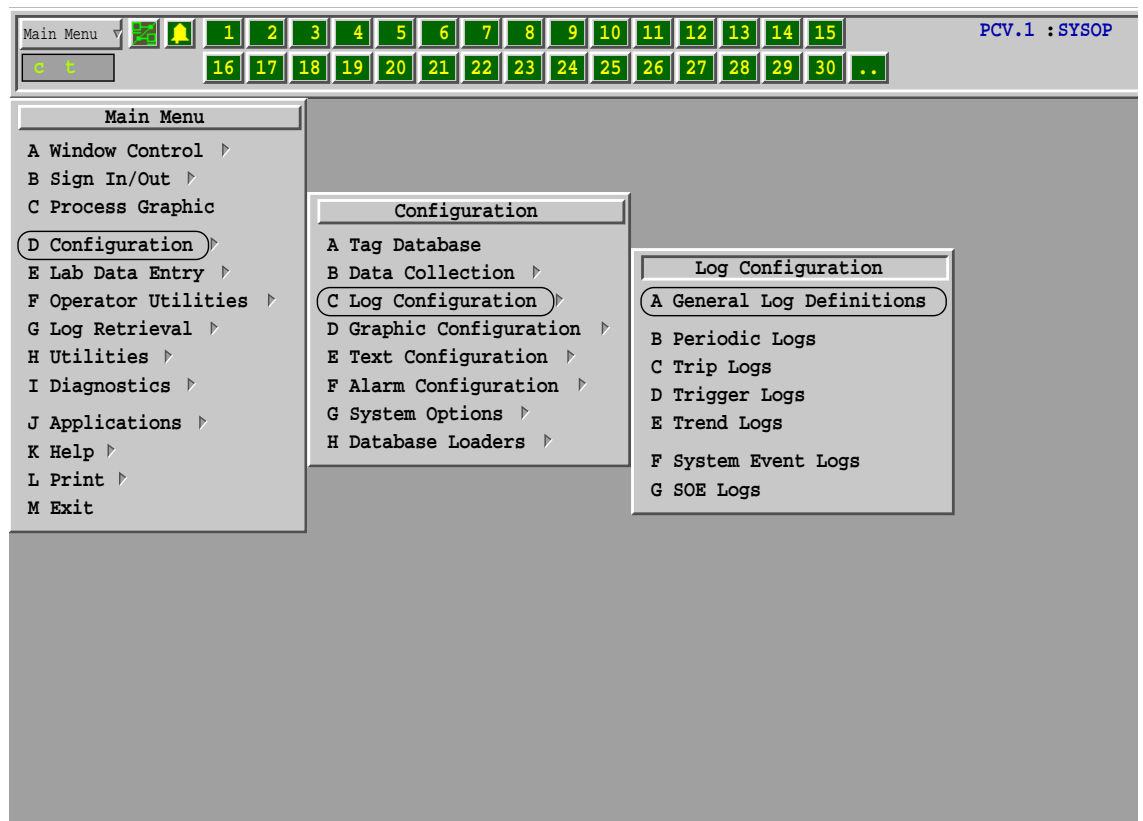 Main Menu
1 2 3 4 5 6 7 8 9 10 11 12 13 14 15
PCV.1 :SYSOP
c t
16 17 18 19 20 21 22 23 24 25 26 27 28 29 30 ..
Main Menu
A Window Control
B Sign In/Out
C Process Graphic
D Configuration
E Lab Data Entry
F Operator Utilities
G Log Retrieval
H Utilities
I Diagnostics
J Applications
K Help
L Print
M Exit
Configuration
A Tag Database
B Data Collection
C Log Configuration
D Graphic Configuration
E Text Configuration
F Alarm Configuration
G System Options
H Database Loaders
Log Configuration
A General Log Definitions
B Periodic Logs
C Trip Logs
D Trigger Logs
E Trend Logs
F System Event Logs
G SOE Logs